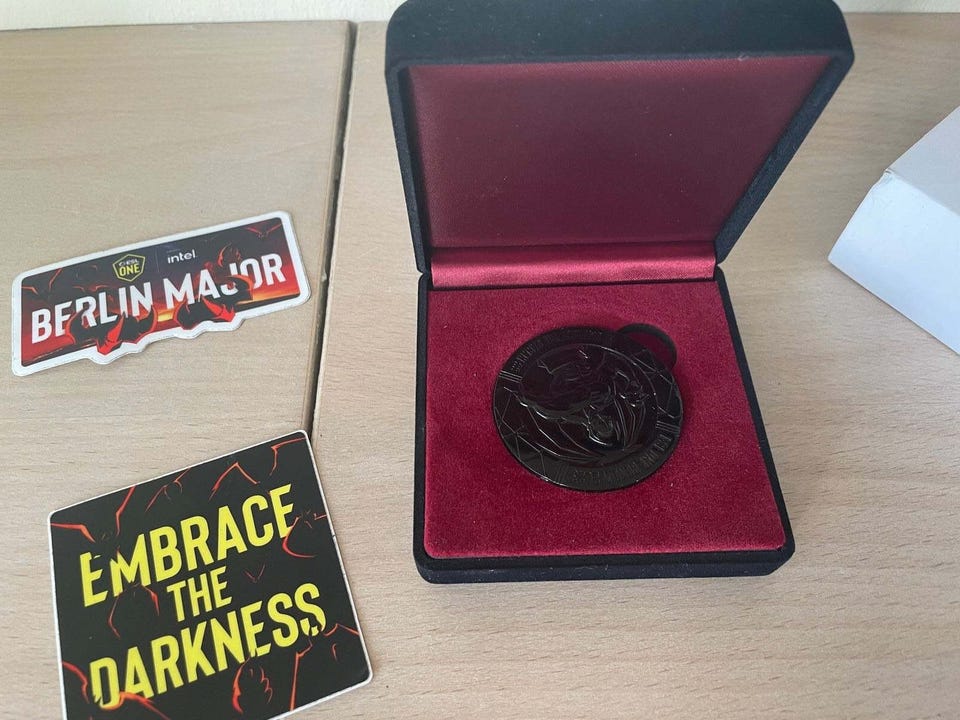 ESL
ONE
intel
BERLIN MAJOR
EMBRACE
THE
DARKNESS